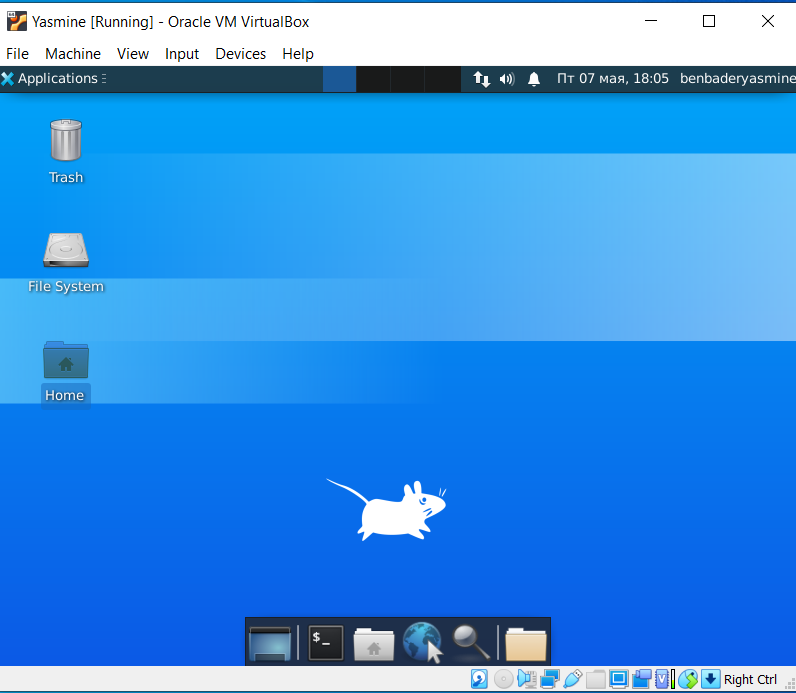 Yasmine [Running] - Oracle VM VirtualBox
File Machine View Input Devices Help
Applications Пт 07 мая, 18:05 benbaderyasmine
Trash
File System
Home
$_
Right Ctrl